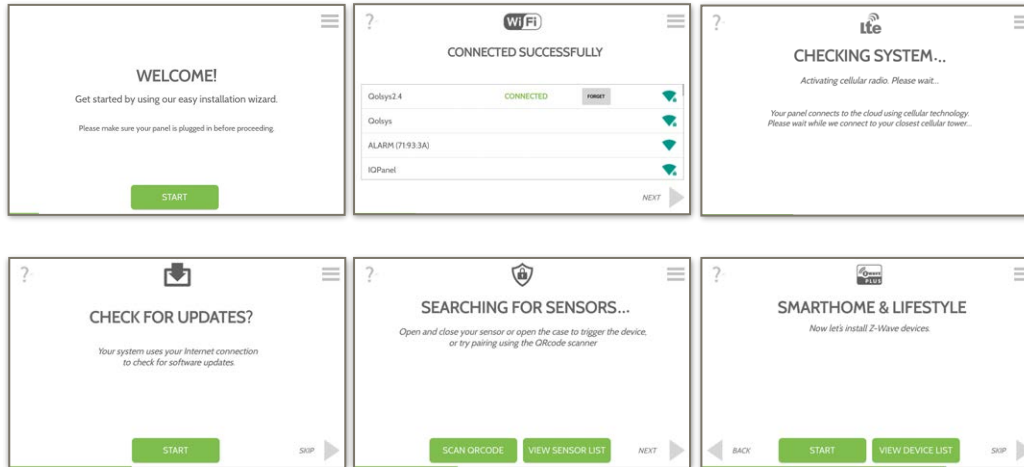 WELCOME!
Get started by using our easy installation wizard.
Please make sure your panel is plugged in before proceeding.
START
?
WiFi
CONNECTED SUCCESSFULLY
Qolsys2.4 CONNECTED FORGET
Qolsys
ALARM (71:93:3A)
IQPanel
NEXT
?
Lte
CHECKING SYSTEM...
Activating cellular radio. Please wait...
Your panel connects to the cloud using cellular technology.
Please wait while we connect to your closest cellular tower...
?
CHECK FOR UPDATES?
Your system uses your Internet connection
to check for software updates.
START
SKIP
?
SEARCHING FOR SENSORS...
Open and close your sensor or open the case to trigger the device,
or try pairing using the QRcode scanner
SCAN QRCODE VIEW SENSOR LIST NEXT
?
Z WAVE
PLUS
SMARTHOME & LIFESTYLE
Now let's install Z-Wave devices.
BACK START VIEW DEVICE LIST SKIP